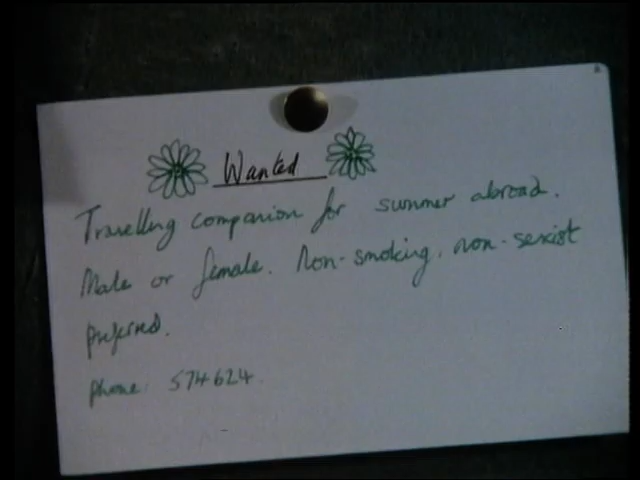 Wanted
Travelling companion for summer abroad.
Male or female. Non-smoking, non-sexist
preferred.
phone: 574624